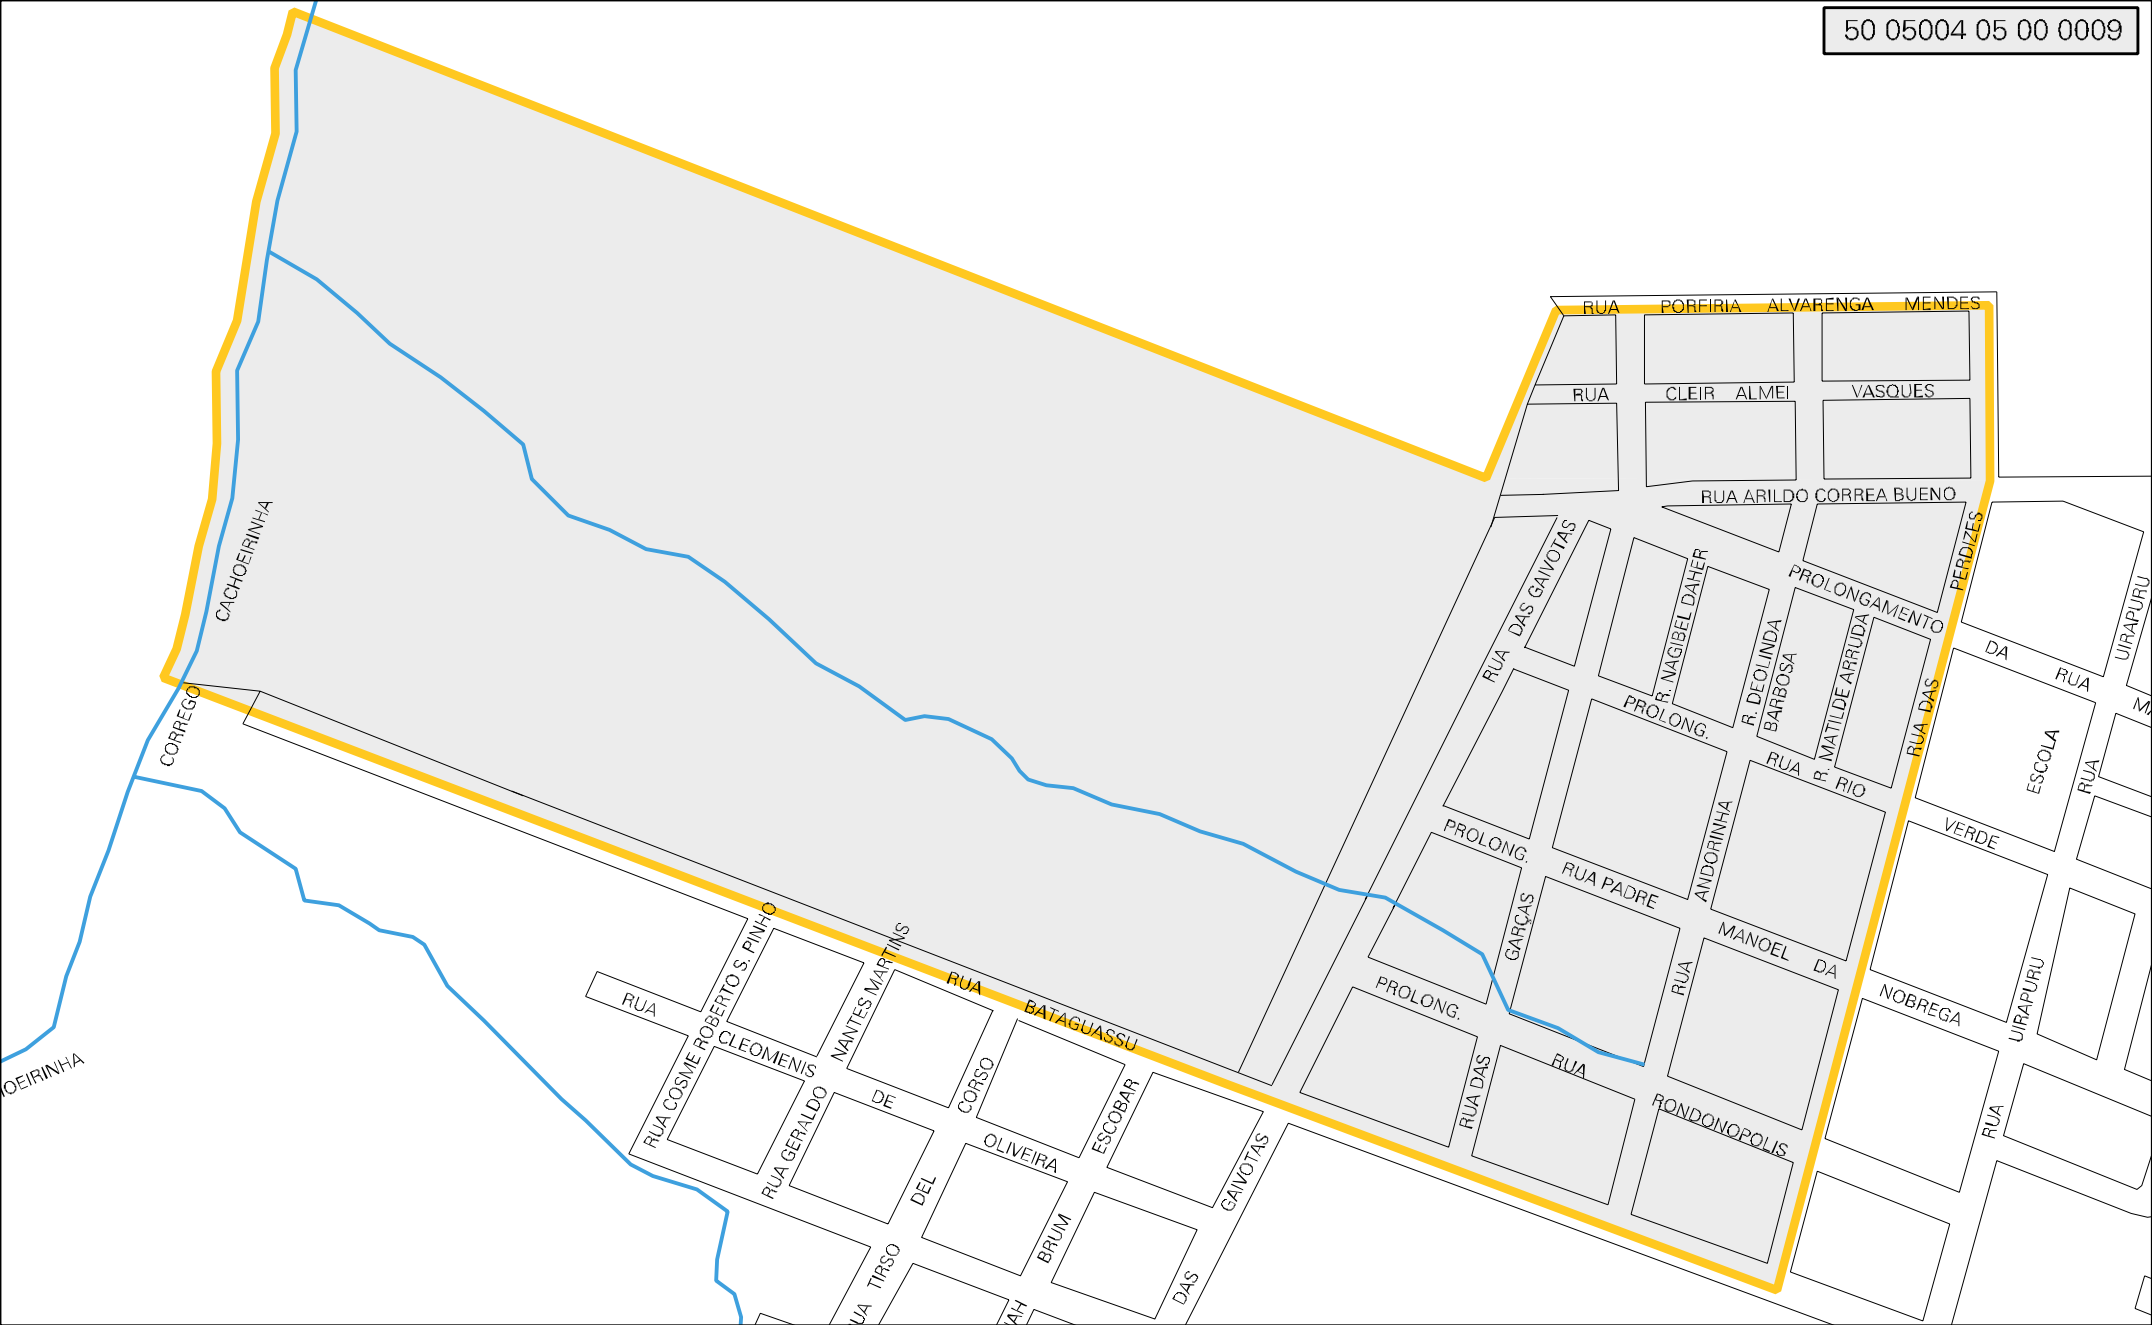 50 05004 05 00 0009
RUA PORFIRIA ALVARENGA MENDES
RUA CLEIR ALMEI VASQUES
RUA ARILDO CORREA BUENO
RUA DAS GAIVOTAS
R. NAGIBEL DAHER
R. DEOLINDA
BARBOSA
R. MATILDE ARRUDA
PROLONGAMENTO
DA RUA
RUA DAS PERDIZES
UIRAPURU
RUA
ESCOLA
CACHOEIRINHA
CORREGO
PROLONG.
RUA RIO
VERDE
PROLONG.
RUA PADRE
MANOEL DA
NOBREGA
ANDORINHA
RUA
GARÇAS
RUA DAS
PROLONG.
RUA
RONDONOPOLIS
UIRAPURU
RUA
RUA BATAGUASSU
RUA COSME ROBERTO S. PINHO
NANTES MARTINS
RUA GERALDO
RUA
CLEOMENIS
DE
OLIVEIRA
CORSO
DEL
TIRSO
UA
ESCOBAR
BRUM
AH
GAIVOTAS
DAS
OEIRINHA